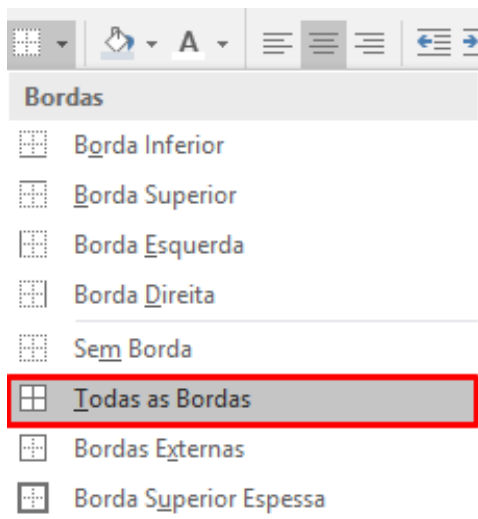 A
Bordas
Borda Inferior
Borda Superior
Borda Esquerda
Borda Direita
Sem Borda
Todas as Bordas
Bordas Externas
Borda Superior Espessa